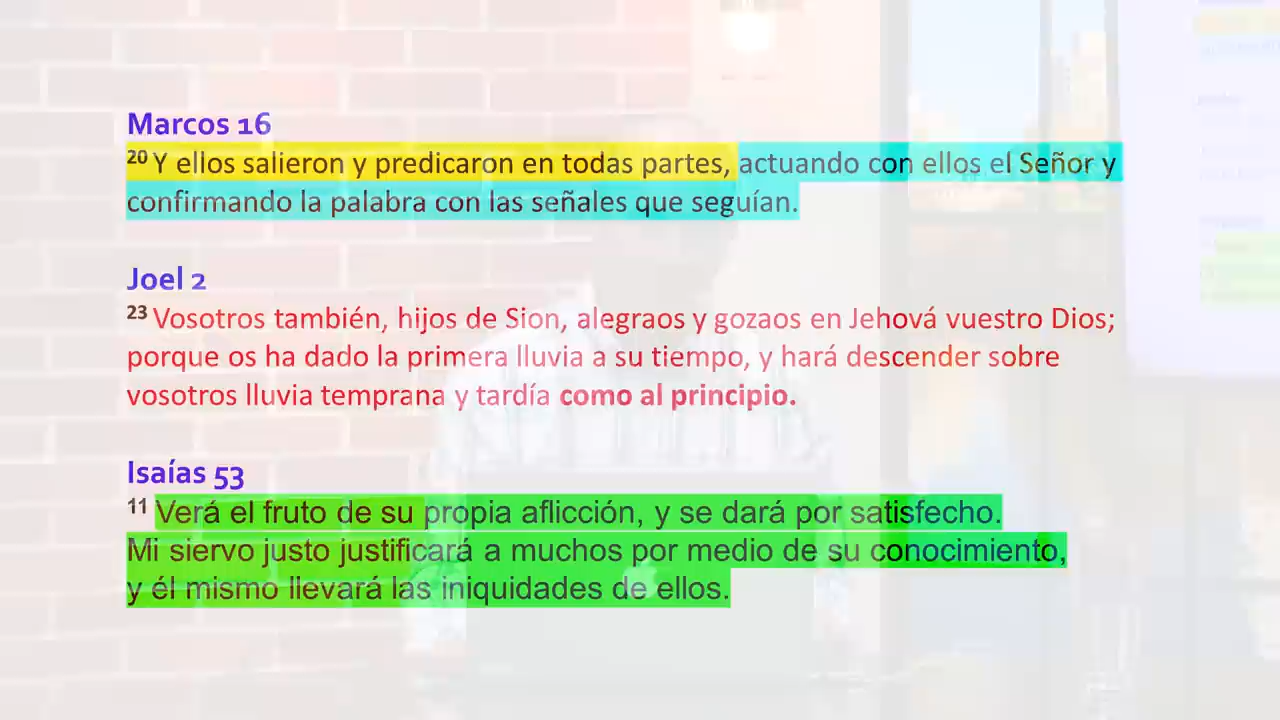 Marcos 16
20 Y ellos salieron y predicaron en todas partes, actuando con ellos el Señor y
confirmando la palabra con las señales que seguían.
Joel 2
23 Vosotros también, hijos de Sion, alegraos y gozaos en Jehová vuestro Dios;
porque os ha dado la primera lluvia a su tiempo, y hará descender sobre
vosotros lluvia temprana y tardía como al principio.
Isaías 53
11 Verá el fruto de su propia aflicción, y se dará por satisfecho.
Mi siervo justo justificará a muchos por medio de su conocimiento,
y él mismo llevará las iniquidades de ellos.